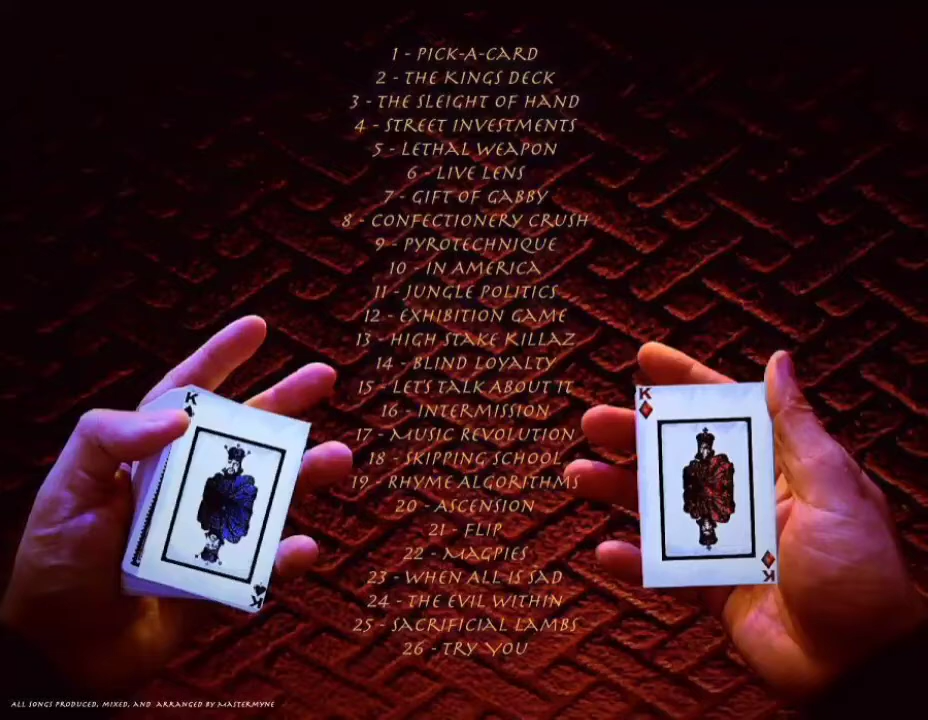 1 - PICK-A-CARD
2 - THE KINGS DECK
3 - THE SLEIGHT OF HAND
4 - STREET INVESTMENTS
5 - LETHAL WEAPON
6 - LIVE LENS
7 - GIFT OF GABBY
8 - CONFECTIONERY CRUSH
9 - PYROTECHNIQUE
10 - IN AMERICA
11 - JUNGLE POLITICS
12 - EXHIBITION GAME
13 - HIGH STAKE KILLAZ
14 - BLIND LOYALTY
15 - LET'S TALK ABOUT IT
16 - INTERMISSION
17 - MUSIC REVOLUTION
18 - SKIPPING SCHOOL
19 - RHYME ALGORITHMS
20 - ASCENSION
21 - FLIP
22 - MAGPIES
23 - WHEN ALL IS SAD
24 - THE EVIL WITHIN
25 - SACRIFICIAL LAMBS
26 - TRY YOU
K
K
K
K
ALL SONGS PRODUCED, MIXED, AND ARRANGED BY MASTERMYNE